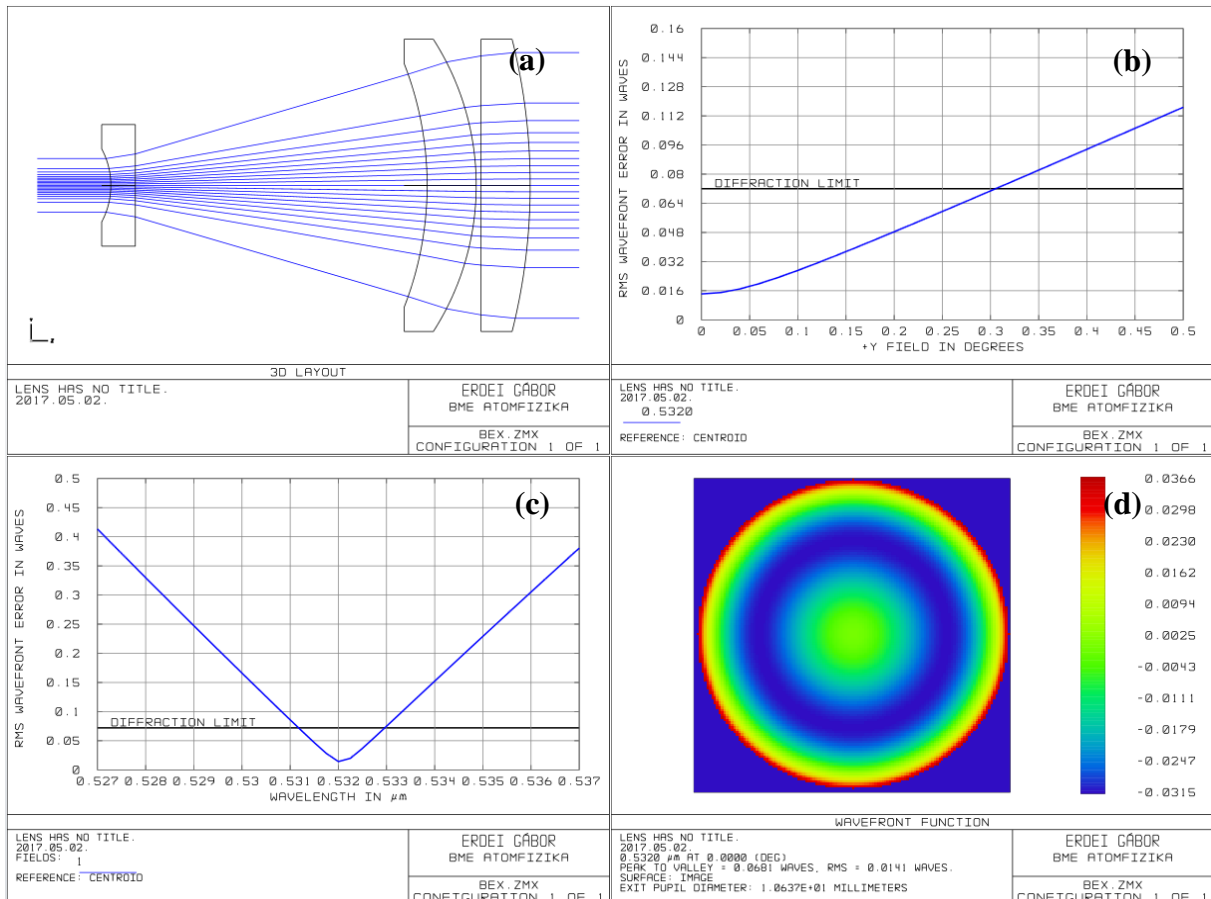 (a)
Y
Z
3D LAYOUT
LENS HAS NO TITLE.
2017.05.02.
ERDEI GÁBOR
BME ATOMFIZIKA
BEX.ZMX
CONFIGURATION 1 OF 1
(b)
0.16
0.144
0.128
0.112
0.096
0.08
0.064
0.048
0.032
0.016
0
RMS WAVEFRONT ERROR IN WAVES
DIFFRACTION LIMIT
0 0.05 0.1 0.15 0.2 0.25 0.3 0.35 0.4 0.45 0.5
+Y FIELD IN DEGREES
LENS HAS NO TITLE.
2017.05.02.
0.5320
REFERENCE: CENTROID
ERDEI GÁBOR
BME ATOMFIZIKA
BEX.ZMX
CONFIGURATION 1 OF 1
(c)
0.5
0.45
0.4
0.35
0.3
0.25
0.2
0.15
0.1
0.05
0
RMS WAVEFRONT ERROR IN WAVES
DIFFRACTION LIMIT
0.527 0.528 0.529 0.53 0.531 0.532 0.533 0.534 0.535 0.536 0.537
WAVELENGTH IN µm
LENS HAS NO TITLE.
2017.05.02.
FIELDS: 1
REFERENCE: CENTROID
ERDEI GÁBOR
BME ATOMFIZIKA
BEX.ZMX
CONFIGURATION 1 OF 1
(d)
0.0366
0.0298
0.0230
0.0162
0.0094
0.0025
-0.0043
-0.0111
-0.0179
-0.0247
-0.0315
WAVEFRONT FUNCTION
LENS HAS NO TITLE.
2017.05.02.
0.5320 µm AT 0.0000 (DEG)
PEAK TO VALLEY = 0.0681 WAVES, RMS = 0.0141 WAVES.
SURFACE: IMAGE
EXIT PUPIL DIAMETER: 1.0637E+01 MILLIMETERS
ERDEI GÁBOR
BME ATOMFIZIKA
BEX.ZMX
CONFIGURATION 1 OF 1